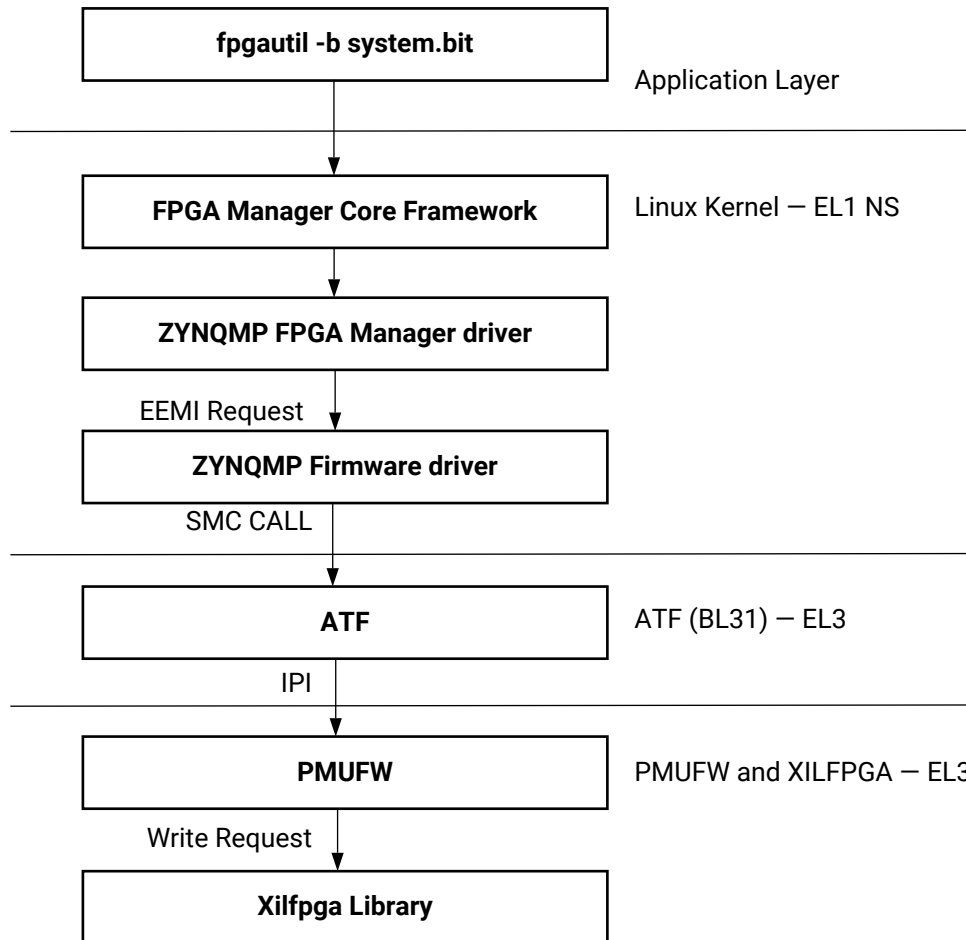 fpgautil -b system.bit
Application Layer
FPGA Manager Core Framework
Linux Kernel — EL1 NS
ZYNQMP FPGA Manager driver
EEMI Request
ZYNQMP Firmware driver
SMC CALL
ATF
ATF (BL31) — EL3
IPI
PMUFW
PMUFW and XILFPGA — EL3
Write Request
Xilfpga Library